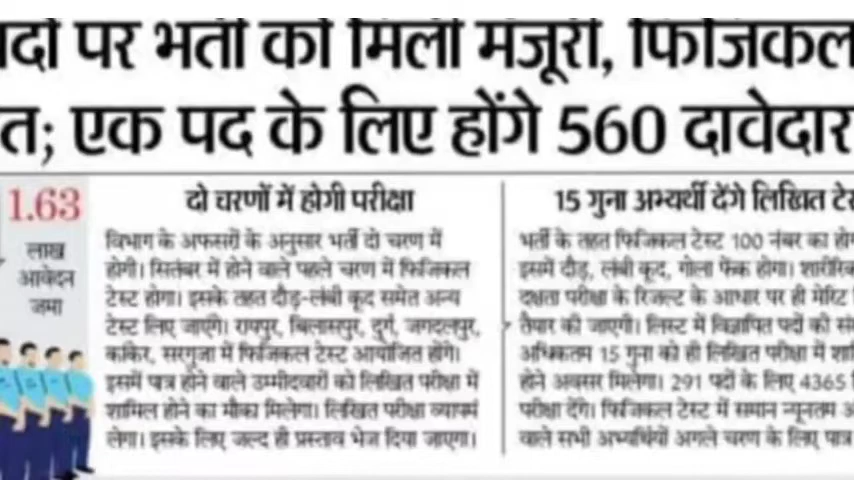 पदों पर भर्ती को मिली मंजूरी, फिजिकल
त; एक पद के लिए होंगे 560 दावेदार
1.63
लाख
आवेदन
जमा
दो चरणों में होगी परीक्षा
विभाग के अफसरों के अनुसार भर्ती दो चरण में
होगी। सितंबर में होने वाले पहले चरण में फिजिकल
टेस्ट होगा। इसके तहत दौड़-लंबी कूद समेत अन्य
टेस्ट लिए जाएंगे। रायपुर, बिलासपुर, दुर्ग, जगदलपुर,
कांकेर, सरगुजा में फिजिकल टेस्ट आयोजित होंगे।
इसमें पात्र होने वाले उम्मीदवारों को लिखित परीक्षा में
शामिल होने का मौका मिलेगा। लिखित परीक्षा व्यापमं
लेगा। इसके लिए जल्द ही प्रस्ताव भेज दिया जाएगा।
15 गुना अभ्यर्थी देंगे लिखित टेस्
भर्ती के तहत फिजिकल टेस्ट 100 नंबर का होग
इसमें दौड़, लंबी कूद, गोला फेंक होगा। शारीरिक
दक्षता परीक्षा के रिजल्ट के आधार पर ही मेरिट
तैयार की जाएगी। लिस्ट में विज्ञापित पदों की सं
अधिकतम 15 गुना को ही लिखित परीक्षा में शा
होने अवसर मिलेगा। 291 पदों के लिए 4365
परीक्षा देंगे। फिजिकल टेस्ट में समान न्यूनतम अं
वाले सभी अभ्यर्थियों अगले चरण के लिए पात्र